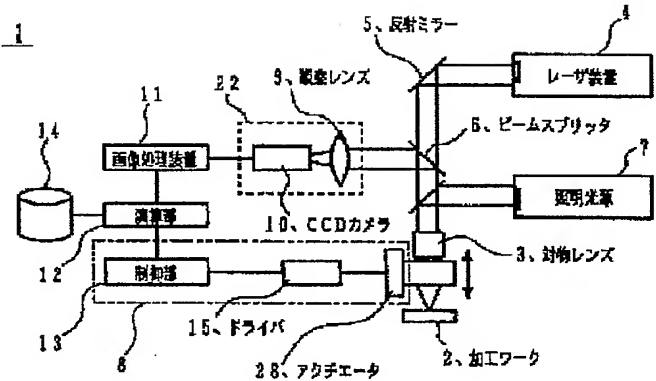 1
4
5、反射ミラー
レーザ装置
9、観察レンズ
22
11
6、ビームスプリッタ
14
7
画像処理装置
照明光源
演算部
10、CCDカメラ
12
3、対物レンズ
制御部
13
8
15、ドライバ
28、アクチエータ
2、加工ワーク